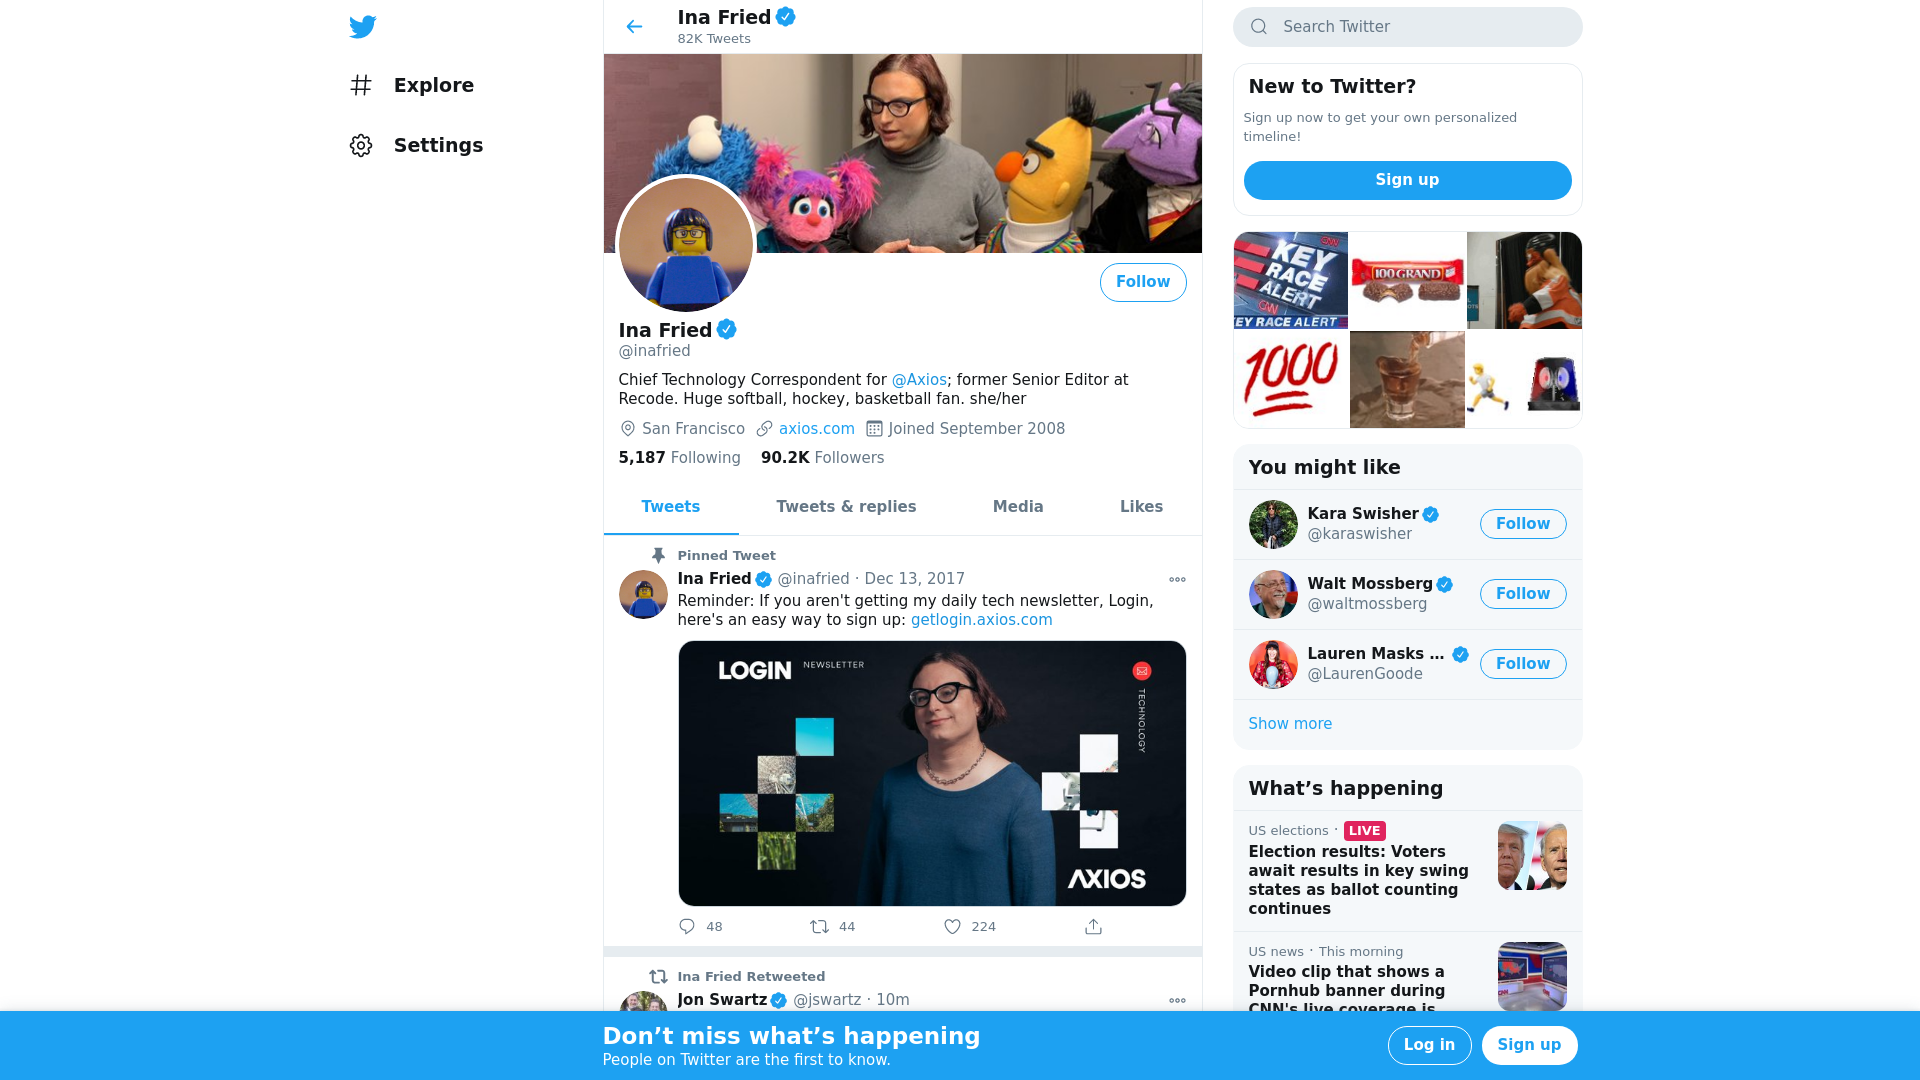 Explore
Settings
Ina Fried
82K Tweets
Follow
Ina Fried
@inafried
Chief Technology Correspondent for @Axios; former Senior Editor at
Recode. Huge softball, hockey, basketball fan. she/her
San Francisco axios.com Joined September 2008
5,187 Following 90.2K Followers
Tweets Tweets & replies Media Likes
Pinned Tweet
Ina Fried @inafried · Dec 13, 2017
Reminder: If you aren't getting my daily tech newsletter, Login,
here's an easy way to sign up: getlogin.axios.com
LOGIN NEWSLETTER
TECHNOLOGY
AXIOS
48 44 224
Ina Fried Retweeted
Jon Swartz @jswartz · 10m
Search Twitter
New to Twitter?
Sign up now to get your own personalized
timeline!
Sign up
CNN
KEY
RACE
ALERT
CNN
KEY RACE ALERT
100 GRAND
1000
You might like
Kara Swisher
@karaswisher
Follow
Walt Mossberg
@waltmossberg
Follow
Lauren Masks ...
@LaurenGoode
Follow
Show more
What’s happening
US elections · LIVE
Election results: Voters
await results in key swing
states as ballot counting
continues
US news · This morning
Video clip that shows a
Pornhub banner during
CNN's live coverage is
Don’t miss what’s happening
People on Twitter are the first to know.
Log in
Sign up